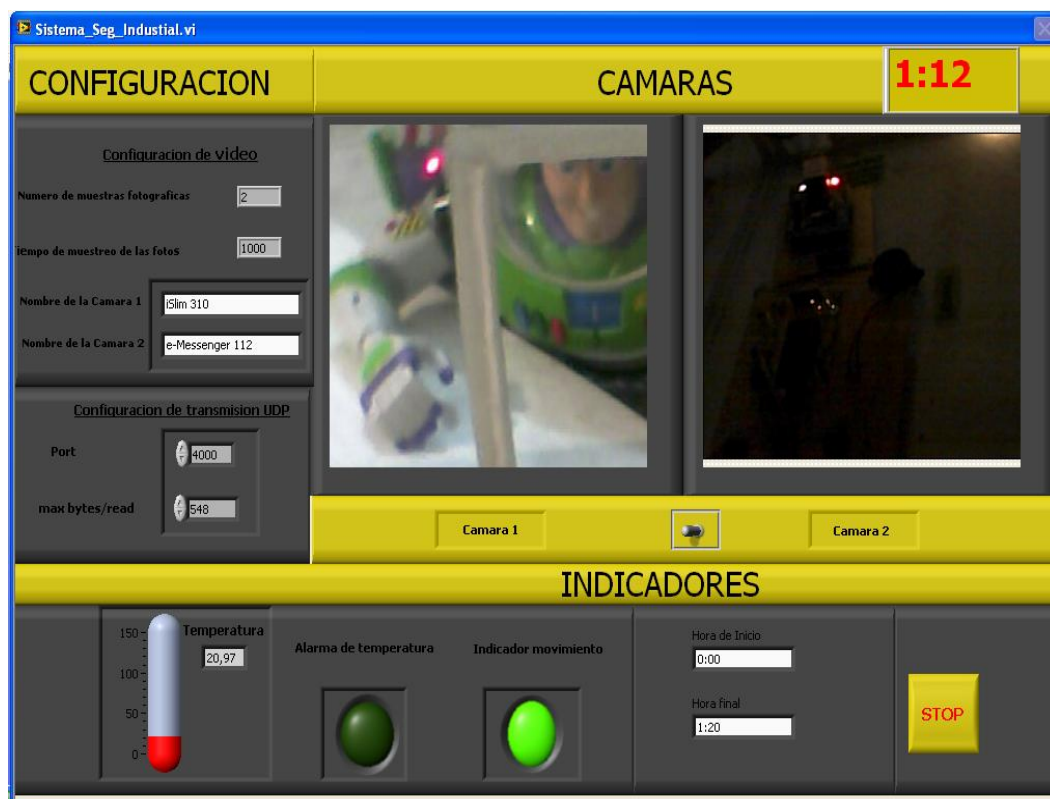 Sistema_Seg_Industial.vi
CONFIGURACION
CAMARAS
1:12
Configuracion de video
Numero de muestras fotograficas
2
Tiempo de muestreo de las fotos
1000
Nombre de la Camara 1
iSlim 310
Nombre de la Camara 2
e-Messenger 112
Configuracion de transmision UDP
Port
4000
max bytes/read
548
Camara 1
Camara 2
INDICADORES
150
100
50
0
Temperatura
20,97
Alarma de temperatura
Indicador movimiento
Hora de Inicio
0:00
Hora final
1:20
STOP